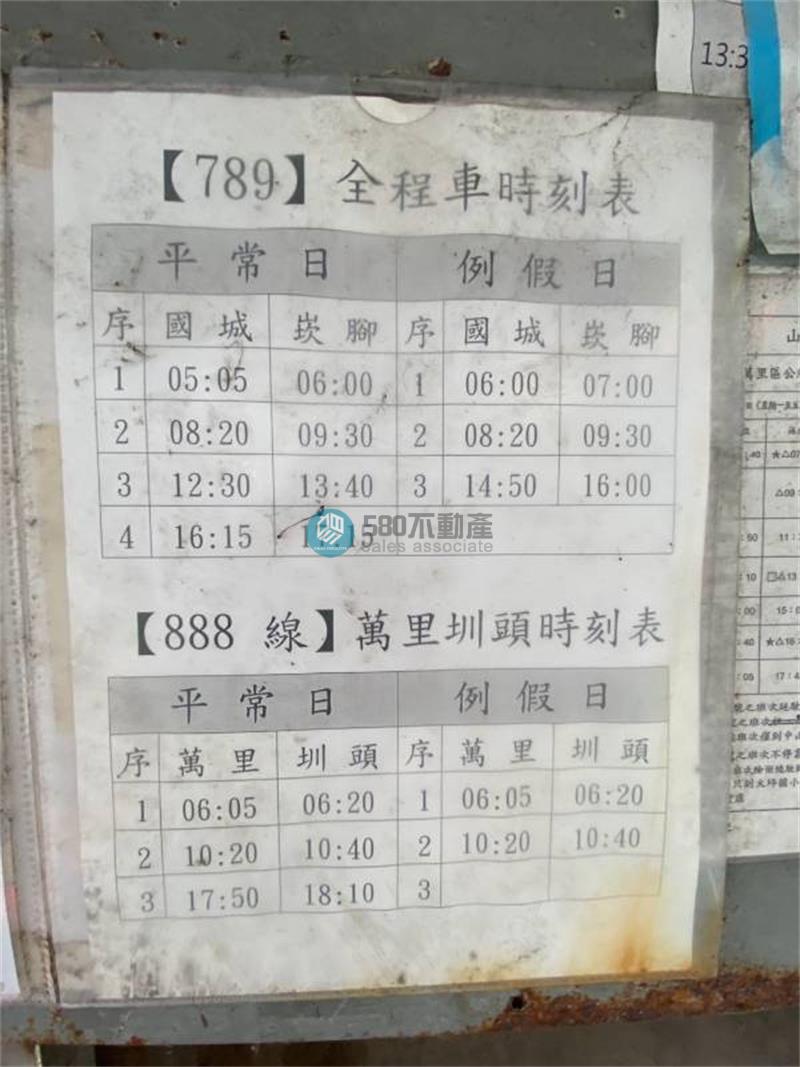 13:3
【789】全程車時刻表
平常日 例假日
序 國城 崁腳 序 國城 崁腳
1 05:05 06:00 1 06:00 07:00
2 08:20 09:30 2 08:20 09:30
3 12:30 13:40 3 14:50 16:00
4 16:15 17:15
580不動產
sales associate
【888 線】萬里圳頭時刻表
平常日 例假日
序 萬里 圳頭 序 萬里 圳頭
1 06:05 06:20 1 06:05 06:20
2 10:20 10:40 2 10:20 10:40
3 17:50 18:10 3